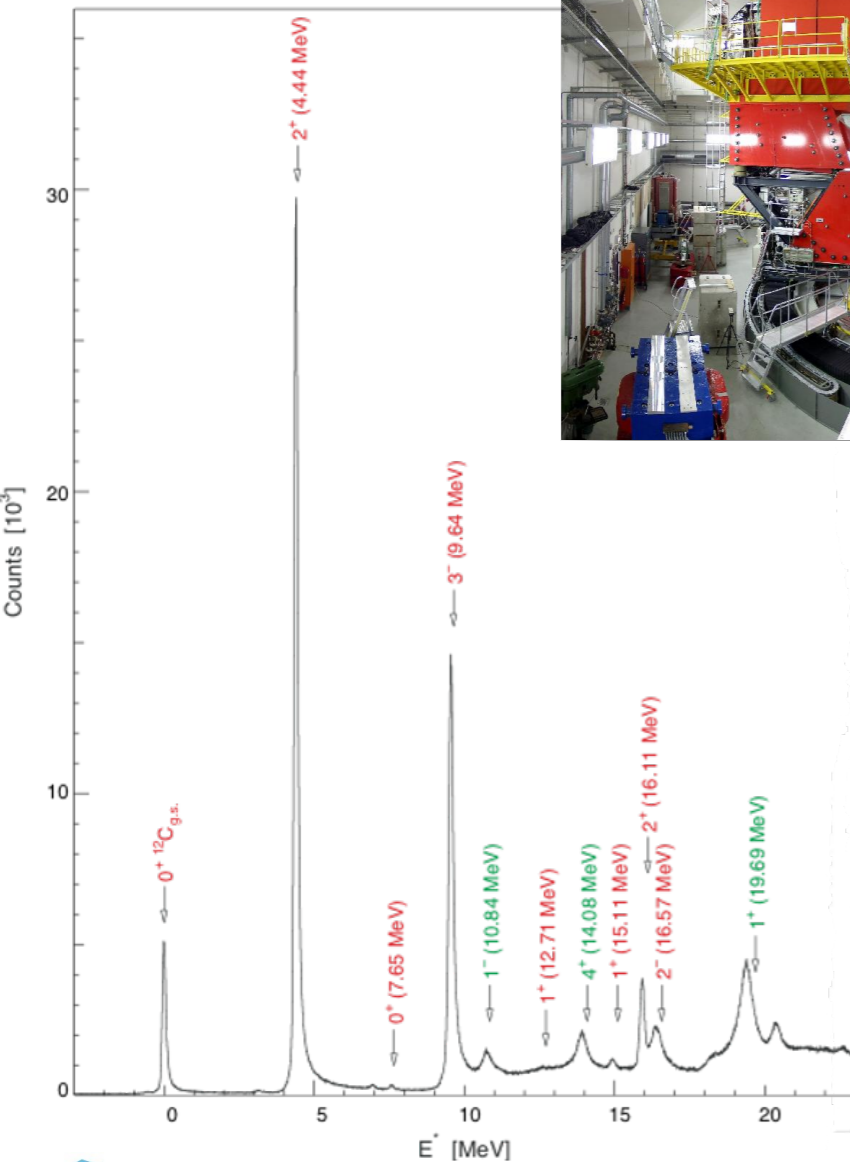 2⁺ (4.44 MeV)
30
3⁻ (9.64 MeV)
20
Counts [10³]
2⁺ (16.11 MeV)
10
0⁺ ¹²C g.s.
1⁻ (10.84 MeV)
4⁺ (14.08 MeV)
1⁺ (15.11 MeV)
2⁻ (16.57 MeV)
1⁺ (19.69 MeV)
1⁺ (12.71 MeV)
0⁺ (7.65 MeV)
0
0 5 10 15 20
E* [MeV]